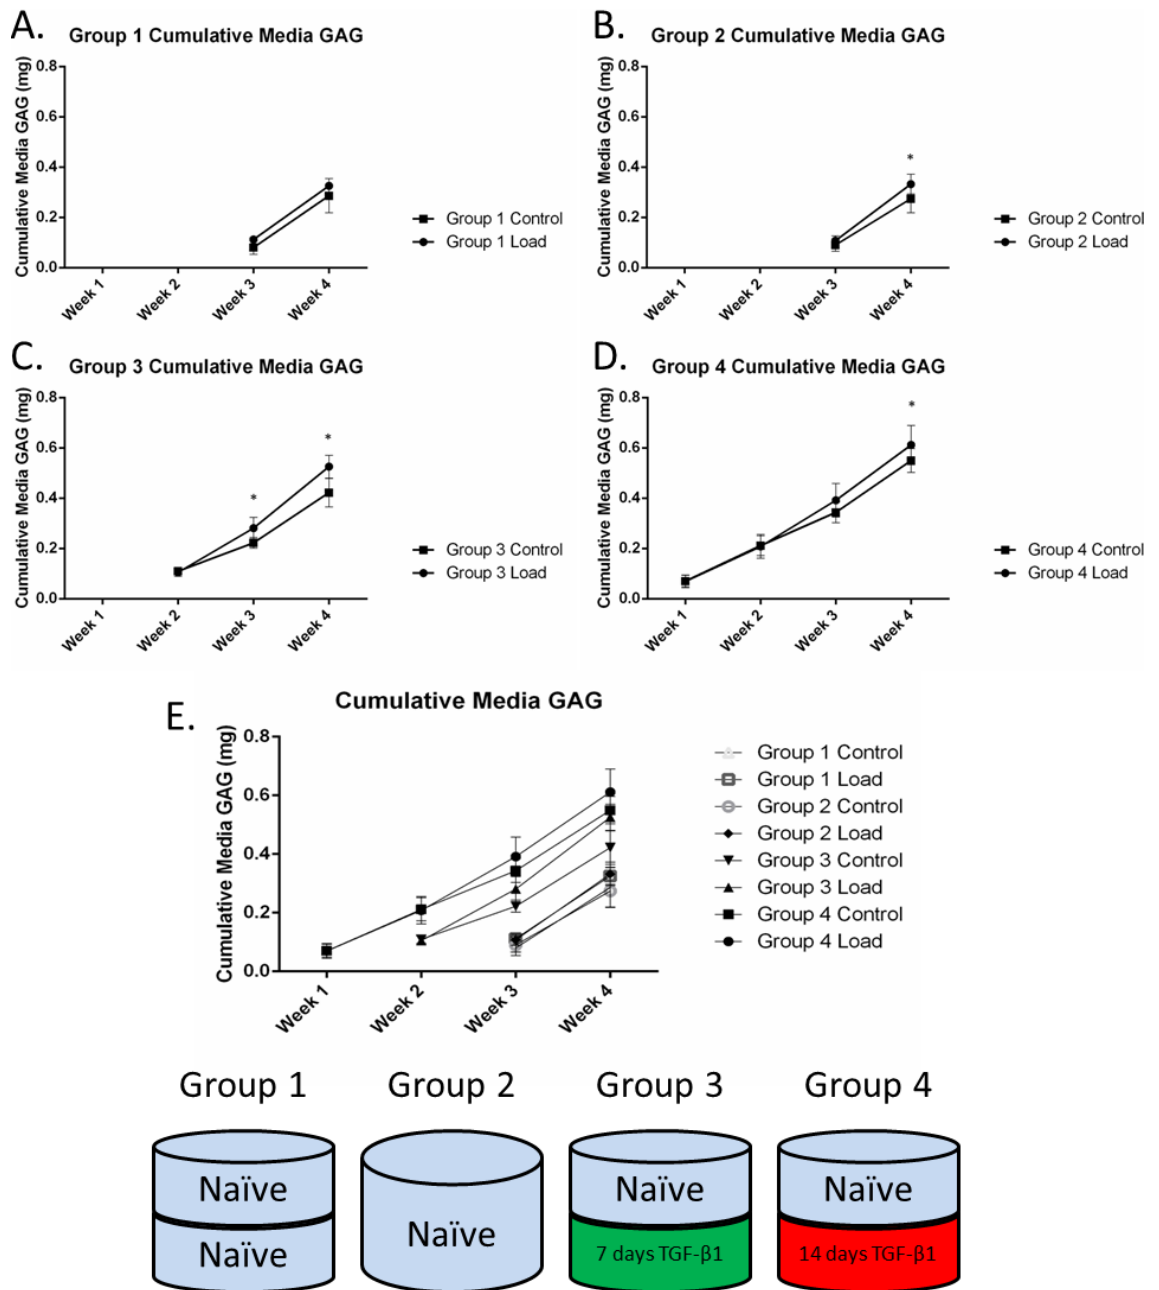 A.
Group 1 Cumulative Media GAG
Cumulative Media GAG (mg)
0.8
0.6
0.4
0.2
0.0
Week 1
Week 2
Week 3
Week 4
Group 1 Control
Group 1 Load
B.
Group 2 Cumulative Media GAG
Cumulative Media GAG (mg)
0.8
0.6
0.4
0.2
0.0
*
Week 1
Week 2
Week 3
Week 4
Group 2 Control
Group 2 Load
C.
Group 3 Cumulative Media GAG
Cumulative Media GAG (mg)
0.8
0.6
0.4
0.2
0.0
*
*
Week 1
Week 2
Week 3
Week 4
Group 3 Control
Group 3 Load
D.
Group 4 Cumulative Media GAG
Cumulative Media GAG (mg)
0.8
0.6
0.4
0.2
0.0
*
Week 1
Week 2
Week 3
Week 4
Group 4 Control
Group 4 Load
E.
Cumulative Media GAG
Cumulative Media GAG (mg)
0.8
0.6
0.4
0.2
0.0
Week 1
Week 2
Week 3
Week 4
Group 1 Control
Group 1 Load
Group 2 Control
Group 2 Load
Group 3 Control
Group 3 Load
Group 4 Control
Group 4 Load
Group 1
Naïve
Naïve
Group 2
Naïve
Group 3
Naïve
7 days TGF-β1
Group 4
Naïve
14 days TGF-β1